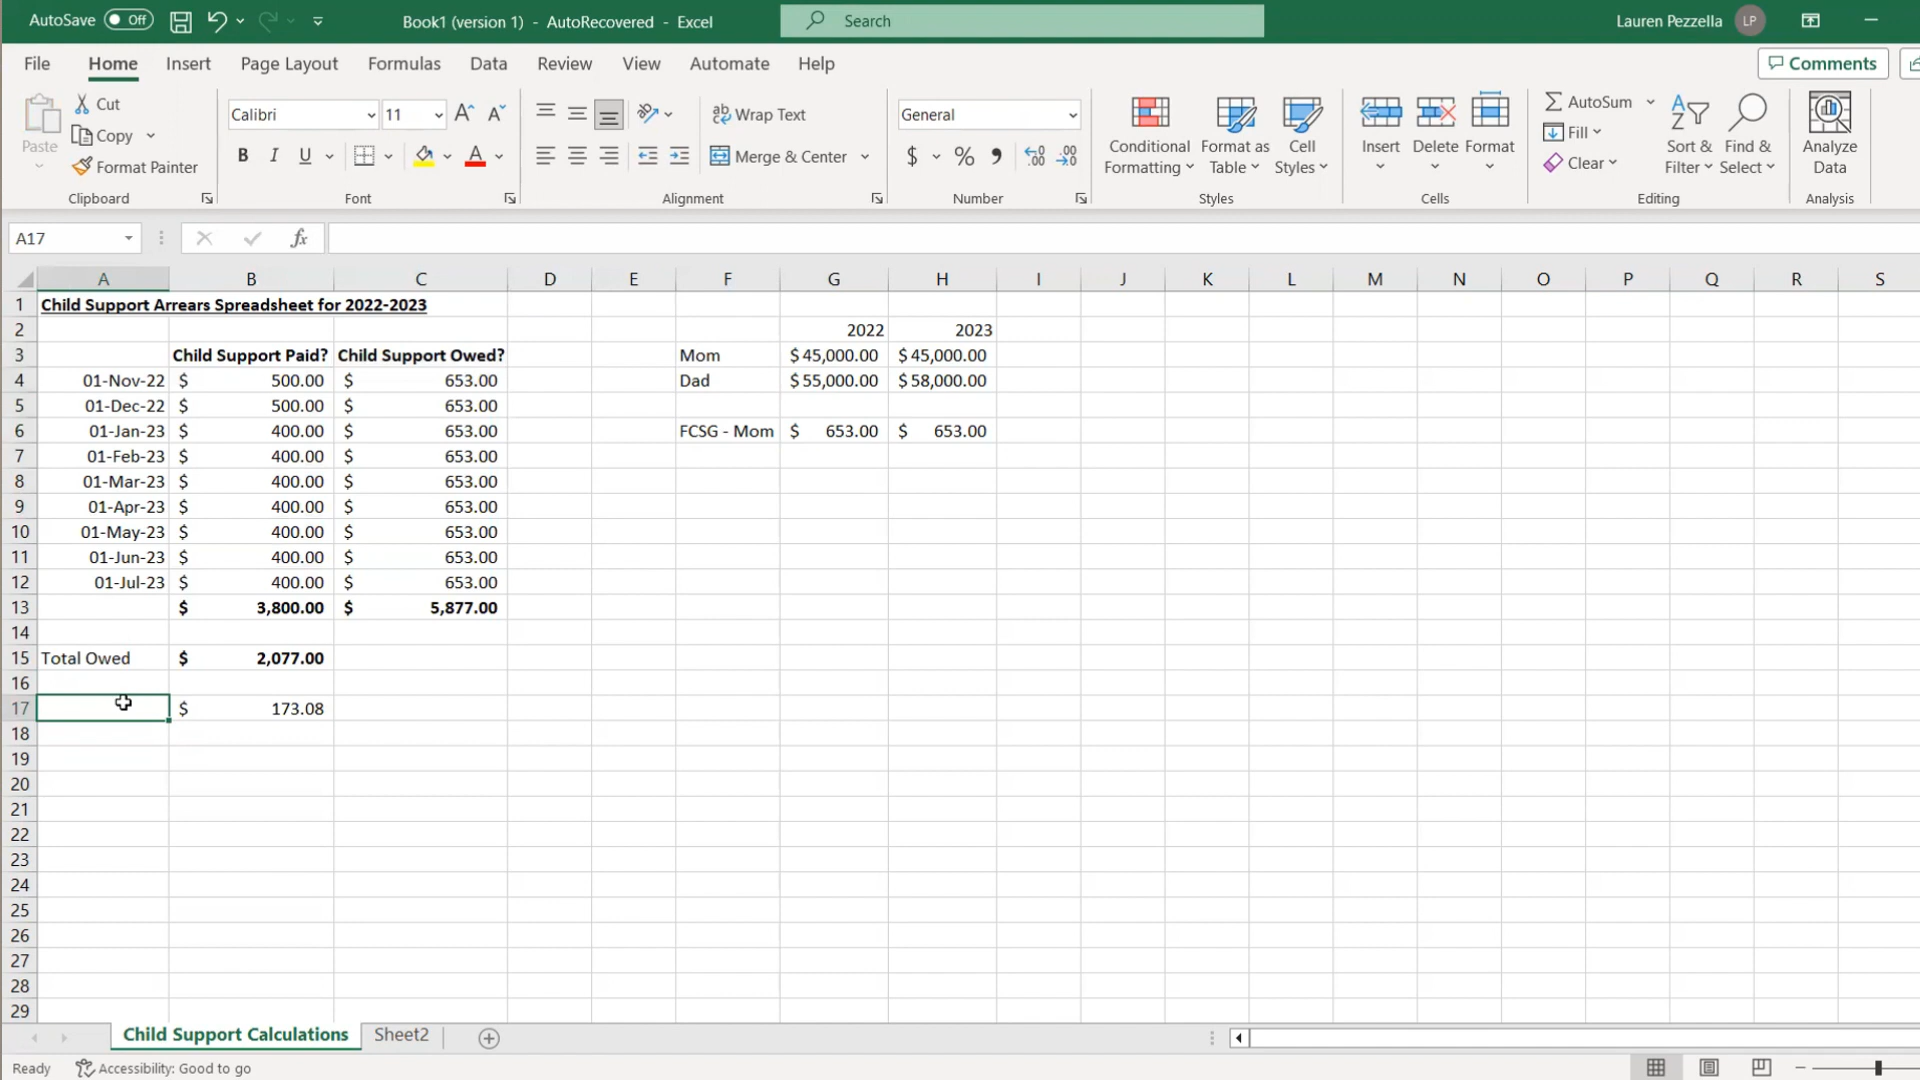 AutoSave Off Book1 (version 1) - AutoRecovered - Excel Search Lauren Pezzella LP
File Home Insert Page Layout Formulas Data Review View Automate Help Comments
Paste Cut Copy Format Painter Clipboard
Calibri 11 B I U A Font
Wrap Text Merge & Center Alignment
General $ % , Number
Conditional Formatting Format as Table Cell Styles Styles
Insert Delete Format Cells
AutoSum Fill Clear Sort & Filter Find & Select Editing
Analyze Data Analysis
A17 fx
A B C D E F G H I J K L M N O P Q R S
1 Child Support Arrears Spreadsheet for 2022-2023
2 2022 2023
3 Child Support Paid? Child Support Owed? Mom $ 45,000.00 $ 45,000.00
4 01-Nov-22 $ 500.00 $ 653.00 Dad $ 55,000.00 $ 58,000.00
5 01-Dec-22 $ 500.00 $ 653.00
6 01-Jan-23 $ 400.00 $ 653.00 FCSG - Mom $ 653.00 $ 653.00
7 01-Feb-23 $ 400.00 $ 653.00
8 01-Mar-23 $ 400.00 $ 653.00
9 01-Apr-23 $ 400.00 $ 653.00
10 01-May-23 $ 400.00 $ 653.00
11 01-Jun-23 $ 400.00 $ 653.00
12 01-Jul-23 $ 400.00 $ 653.00
13 $ 3,800.00 $ 5,877.00
14
15 Total Owed $ 2,077.00
16
17 $ 173.08
18
19
20
21
22
23
24
25
26
27
28
29
Child Support Calculations Sheet2
Ready Accessibility: Good to go